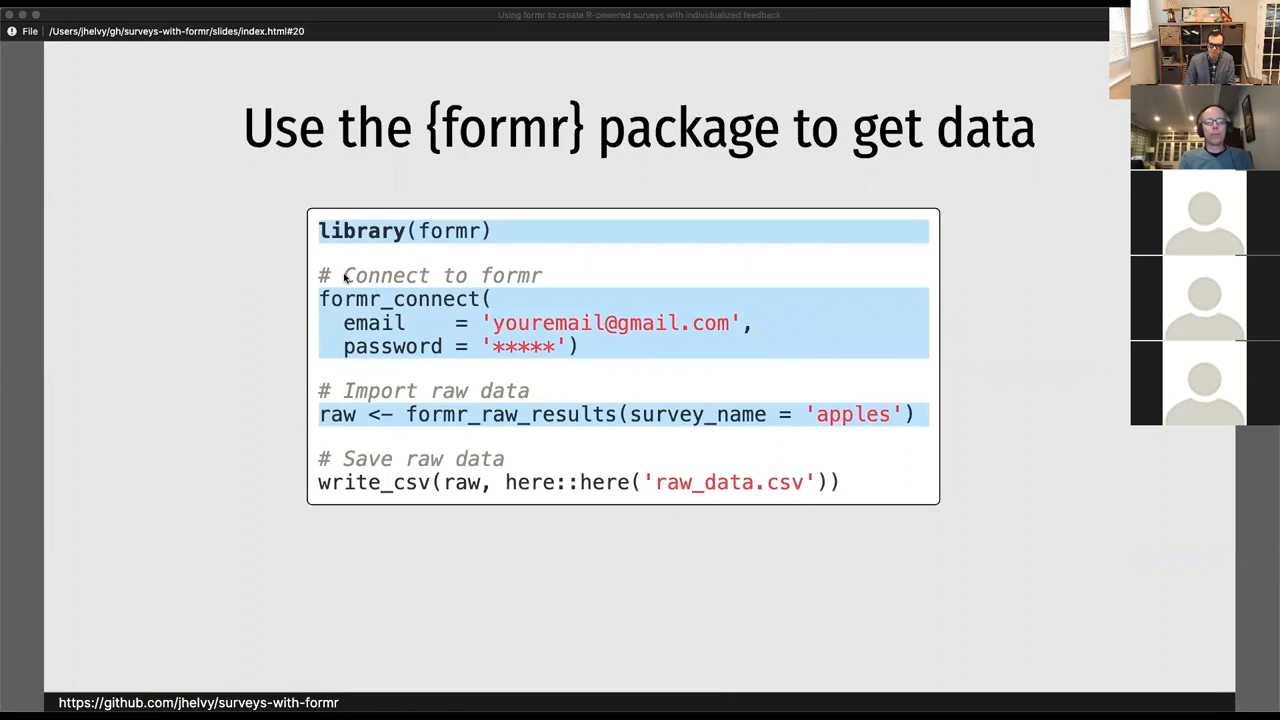 Using formr to create R-powered surveys with individualized feedback
File /Users/jhelvy/gh/surveys-with-formr/slides/index.html#20
Use the {formr} package to get data
library(formr)
# Connect to formr
formr_connect(
  email    = 'youremail@gmail.com',
  password = '*****')
# Import raw data
raw <- formr_raw_results(survey_name = 'apples')
# Save raw data
write_csv(raw, here::here('raw_data.csv'))
https://github.com/jhelvy/surveys-with-formr